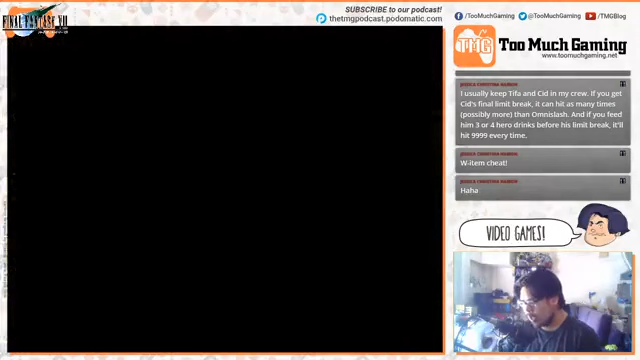 FINAL FANTASY VII
SUBSCRIBE to our podcast!
thetmgpodcast.podomatic.com
/TooMuchGaming
@TooMuchGaming
/TMGBlog
TMG
Too Much Gaming
www.toomuchgaming.net
I usually keep Tifa and Cid in my crew. If you get
Cid's final limit break, it can hit as many times
(possibly more) than Omnislash. And if you feed
him 3 or 4 hero drinks before his limit break, it'll
hit 9999 every time.
W-item cheat!
Haha
VIDEO GAMES!